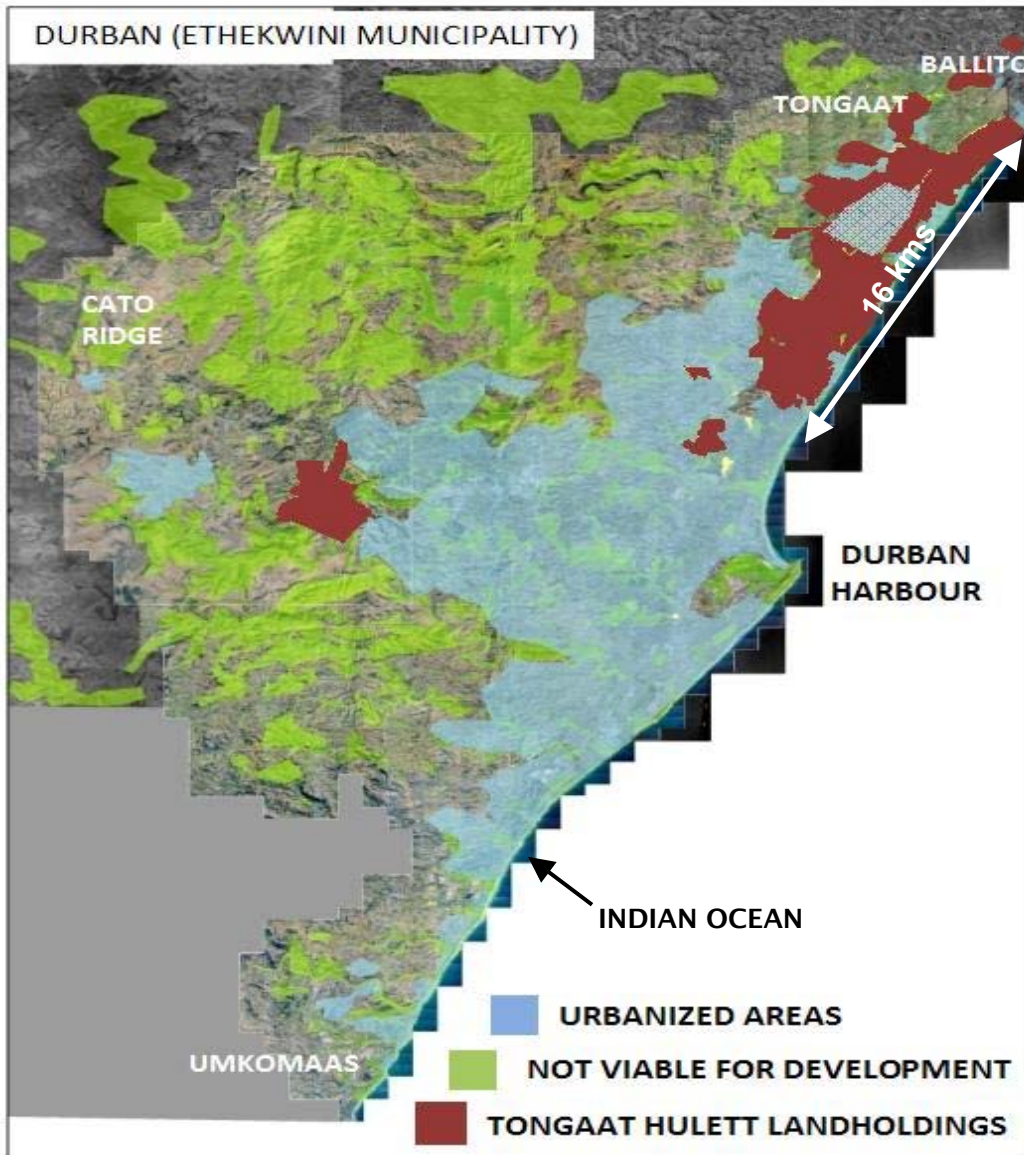 DURBAN (ETHEKWINI MUNICIPALITY)
BALLITO
TONGAAT
16 kms
CATO
RIDGE
DURBAN
HARBOUR
INDIAN OCEAN
URBANIZED AREAS
UMKOMAAS
NOT VIABLE FOR DEVELOPMENT
TONGAAT HULETT LANDHOLDINGS